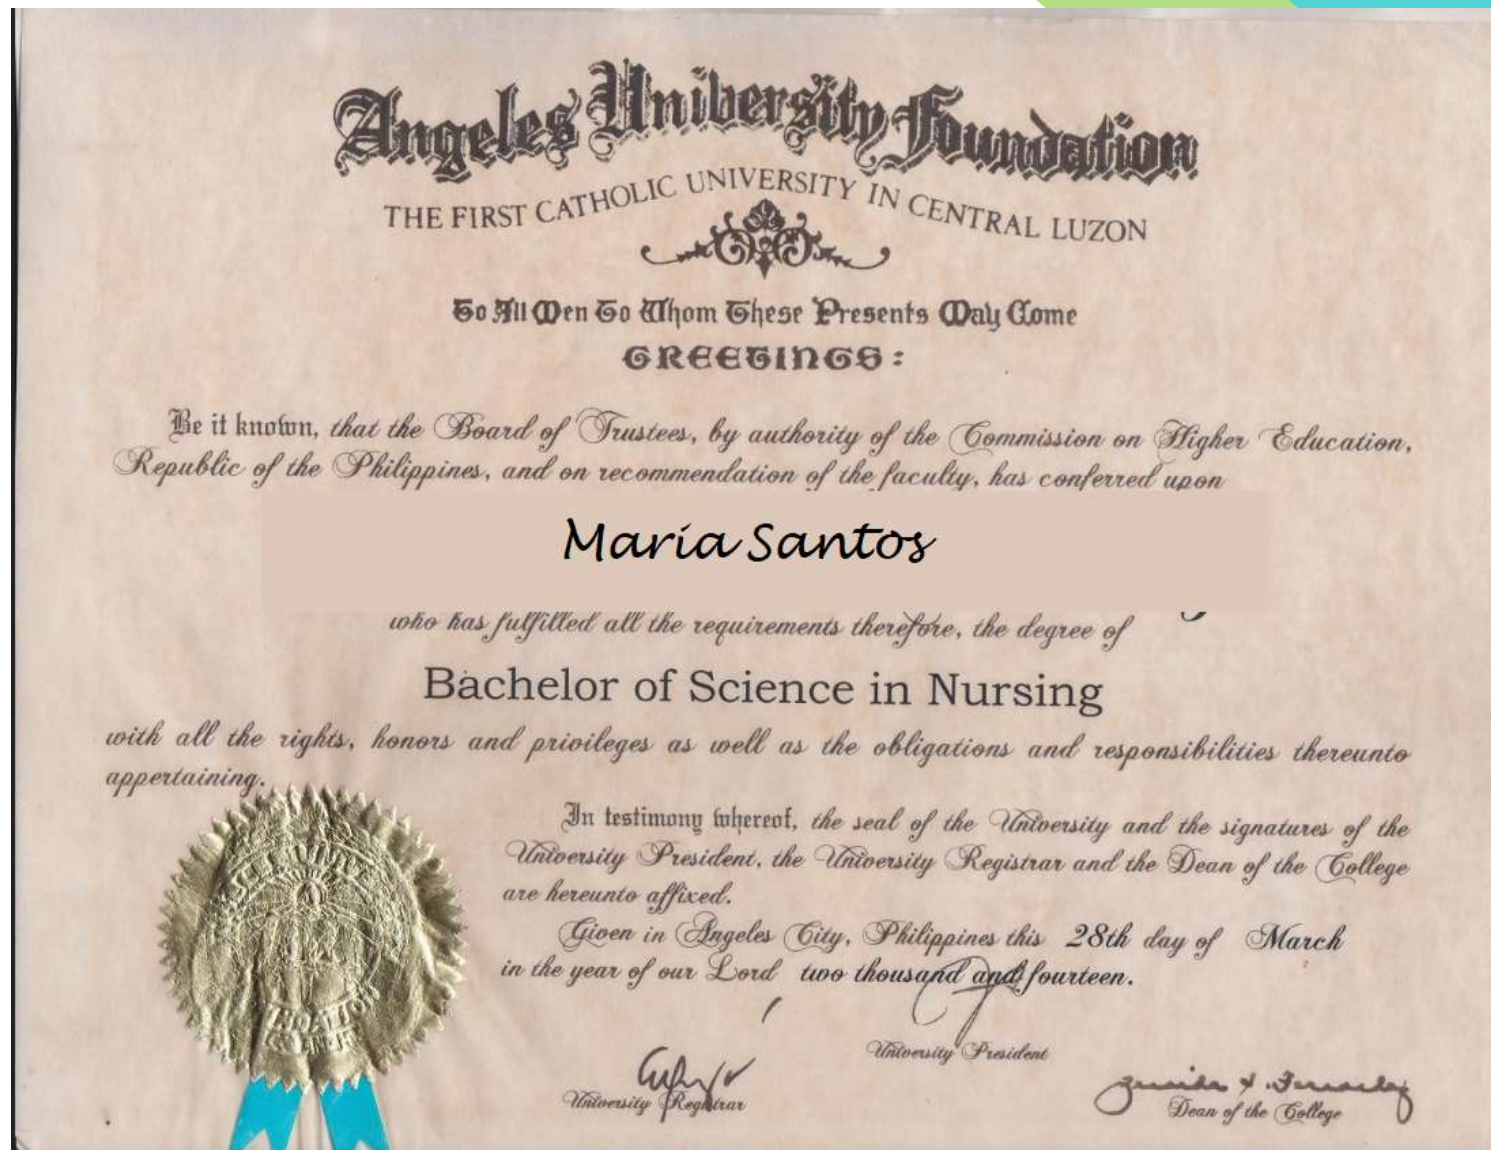 Angeles University Foundation
THE FIRST CATHOLIC UNIVERSITY IN CENTRAL LUZON
To All Men To Whom These Presents May Come
GREETINGS:
Be it known, that the Board of Trustees, by authority of the Commission on Higher Education,
Republic of the Philippines, and on recommendation of the faculty, has conferred upon
Maria Santos
who has fulfilled all the requirements therefore, the degree of
Bachelor of Science in Nursing
with all the rights, honors and privileges as well as the obligations and responsibilities thereunto
appertaining.
In testimony whereof, the seal of the University and the signatures of the
University President, the University Registrar and the Dean of the College
are hereunto affixed.
Given in Angeles City, Philippines this 28th day of March
in the year of our Lord two thousand and fourteen.
University President
University Registrar
Dean of the College